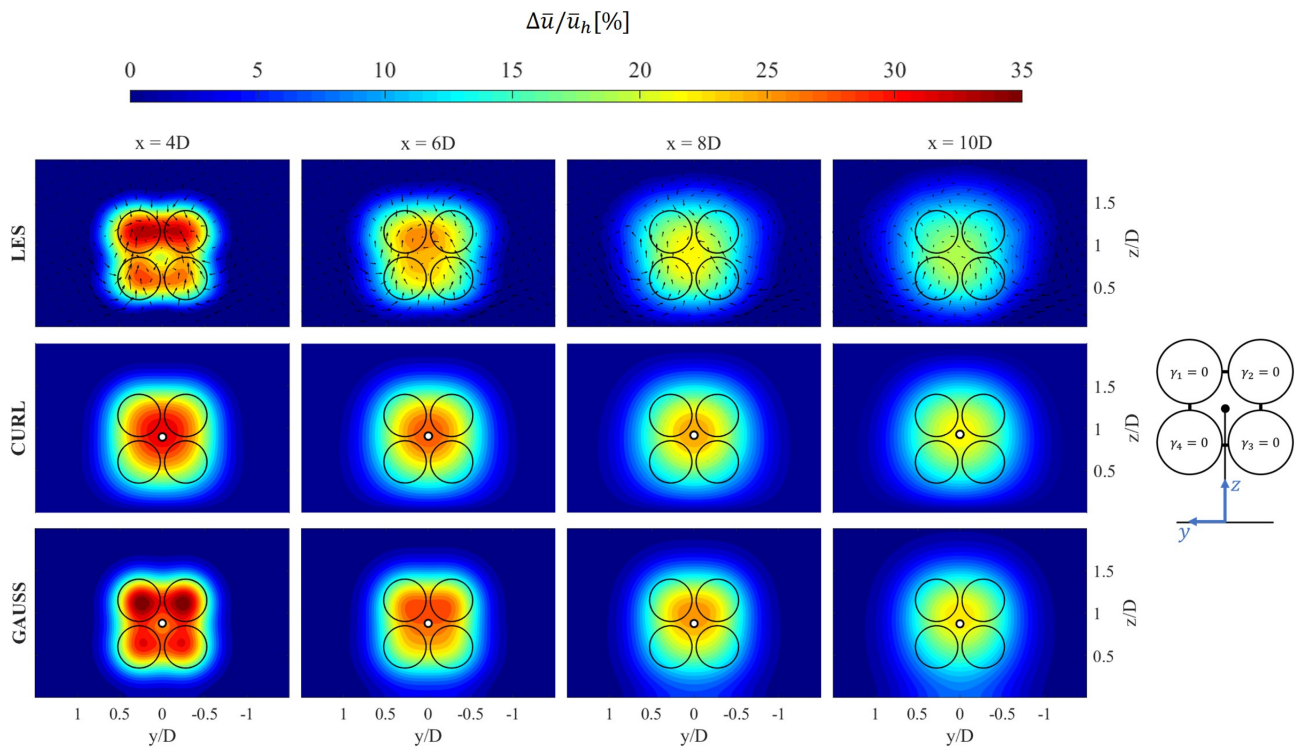 Δū/ū_h[%]
0 5 10 15 20 25 30 35
x = 4D x = 6D x = 8D x = 10D
LES
1.5
1
0.5
z/D
CURL
1.5
1
0.5
z/D
GAUSS
1.5
1
0.5
z/D
1 0.5 0 -0.5 -1 1 0.5 0 -0.5 -1 1 0.5 0 -0.5 -1 1 0.5 0 -0.5 -1
y/D y/D y/D y/D
γ₁ = 0 γ₂ = 0
γ₄ = 0 γ₃ = 0
z
y